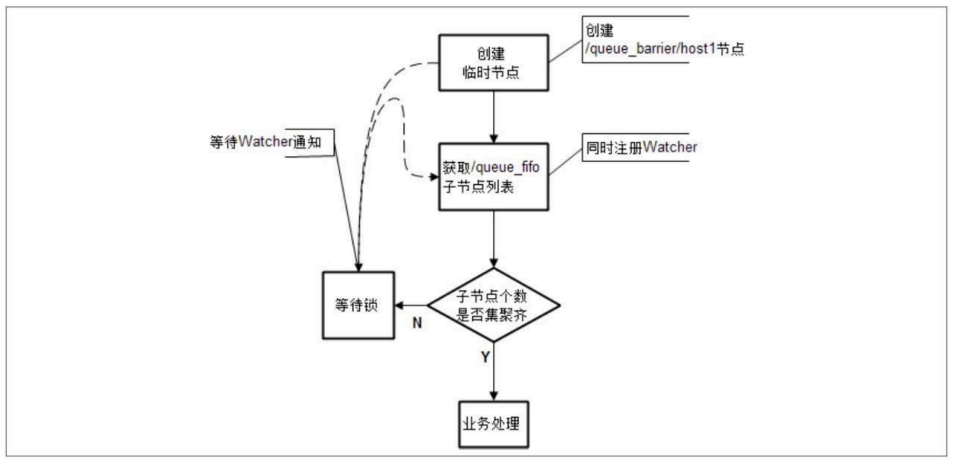 创建
临时节点
创建
/queue_barrier/host1节点
等待Watcher通知
获取/queue_fifo
子节点列表
同时注册Watcher
等待锁
N
子节点个数
是否集聚齐
Y
业务处理